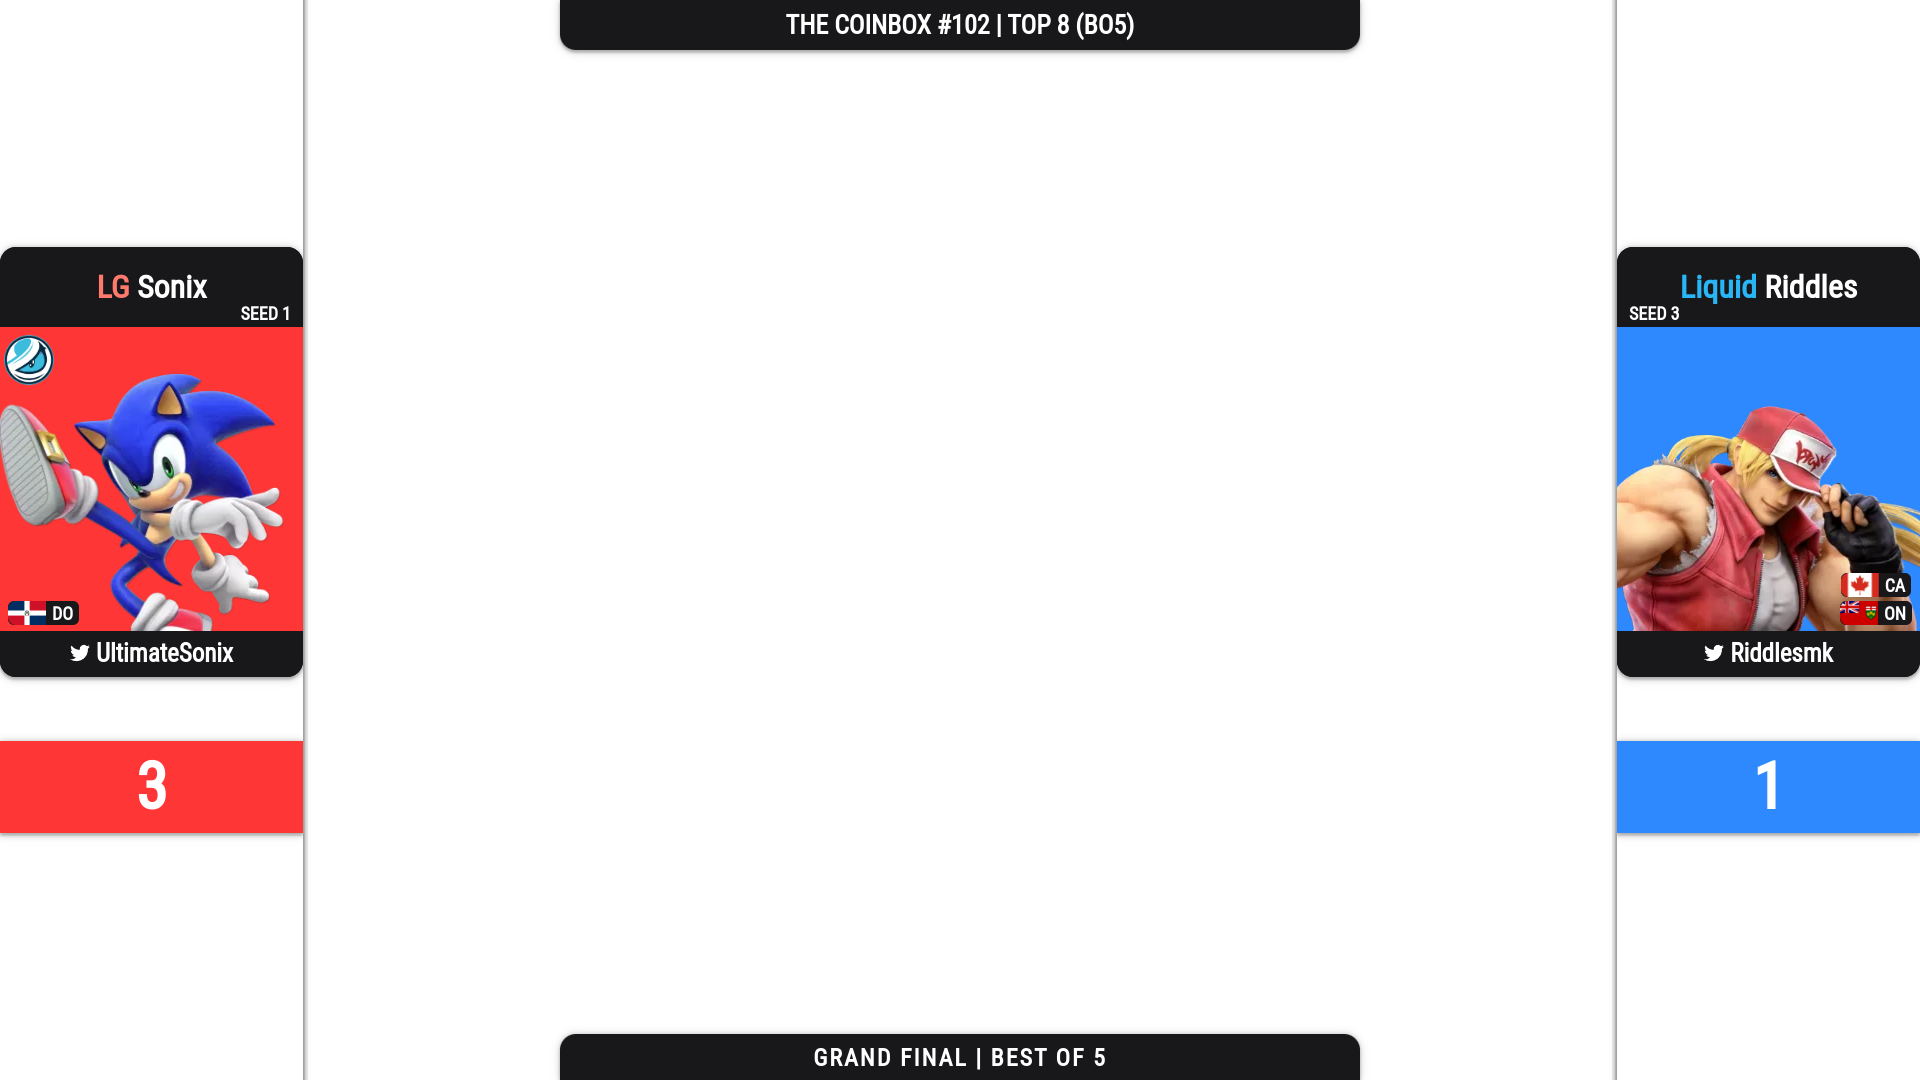 THE COINBOX #102 | TOP 8 (BO5)
LG Sonix
SEED 1
DO
UltimateSonix
3
Liquid Riddles
SEED 3
CA
ON
Riddlesmk
1
GRAND FINAL | BEST OF 5